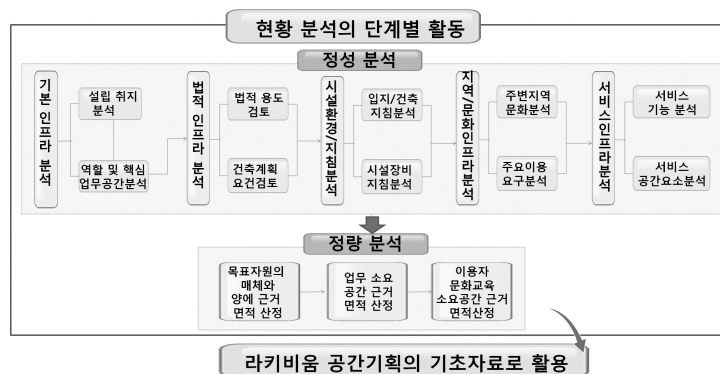 현황 분석의 단계별 활동
정성 분석
기본 인프라 분석
설립 취지
분석
역할 및 핵심
업무공간분석
법적 인프라 분석
법적 용도
검토
건축계획
요건검토
시설환경/지침분석
입지/건축
지침분석
시설장비
지침분석
지역/문화인프라분석
주변지역
문화분석
주요이용
요구분석
서비스인프라분석
서비스
기능 분석
서비스
공간요소분석
정량 분석
목표자원의
매체와
양에 근거
면적 산정
업무 소요
공간 근거
면적 산정
이용자
문화교육
소요공간 근거
면적산정
라키비움 공간기획의 기초자료로 활용